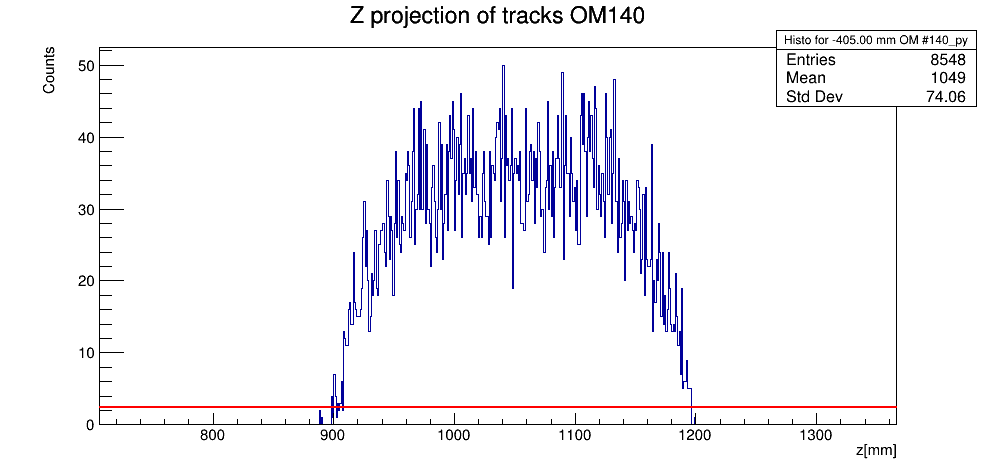 Z projection of tracks OM140
Histo for -405.00 mm OM #140_py
Entries 8548
Mean 1049
Std Dev 74.06
Counts
50
40
30
20
10
0
800 900 1000 1100 1200 1300
z[mm]